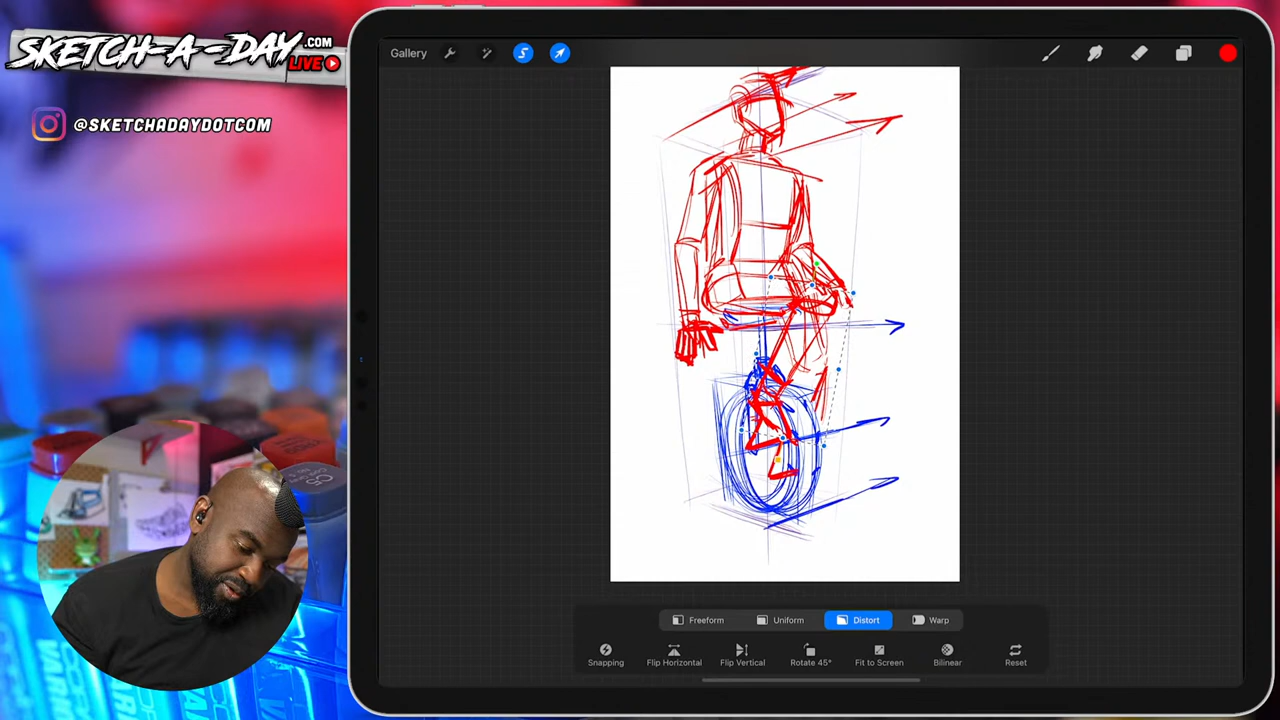 SKETCH-A-DAY.COM
LIVE
@SKETCHADAYDOTCOM
Gallery
Freeform
Uniform
Distort
Warp
Snapping
Flip Horizontal
Flip Vertical
Rotate 45°
Fit to Screen
Bilinear
Reset